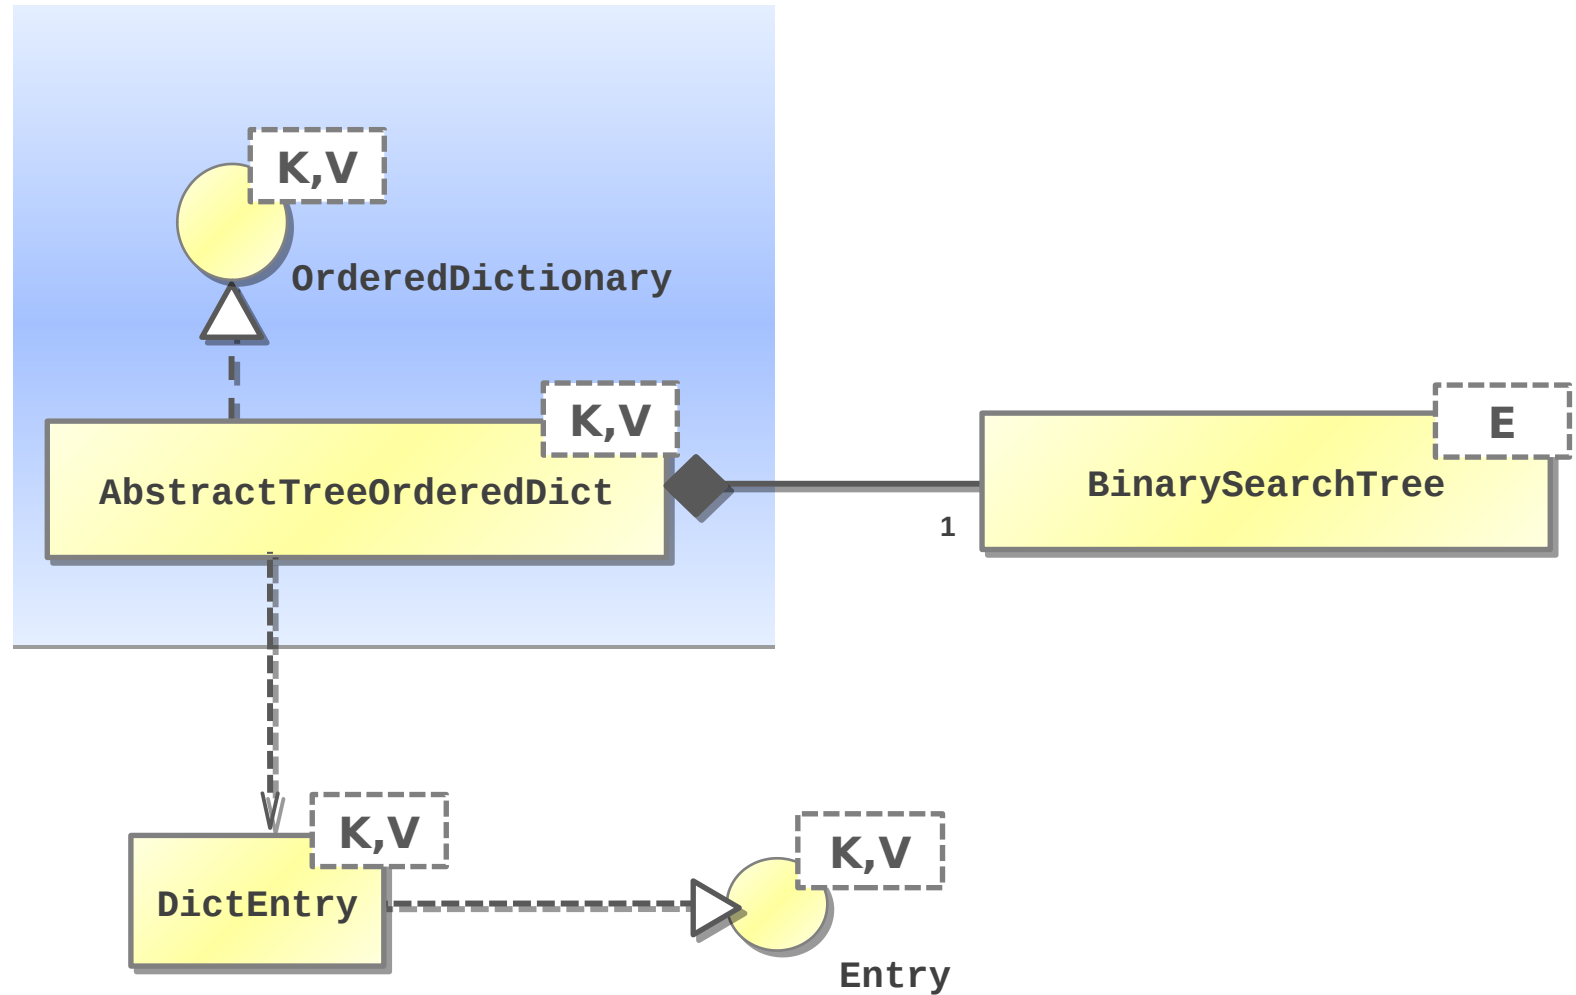 K,V
OrderedDictionary
K,V
AbstractTreeOrderedDict
E
BinarySearchTree
1
K,V
DictEntry
K,V
Entry